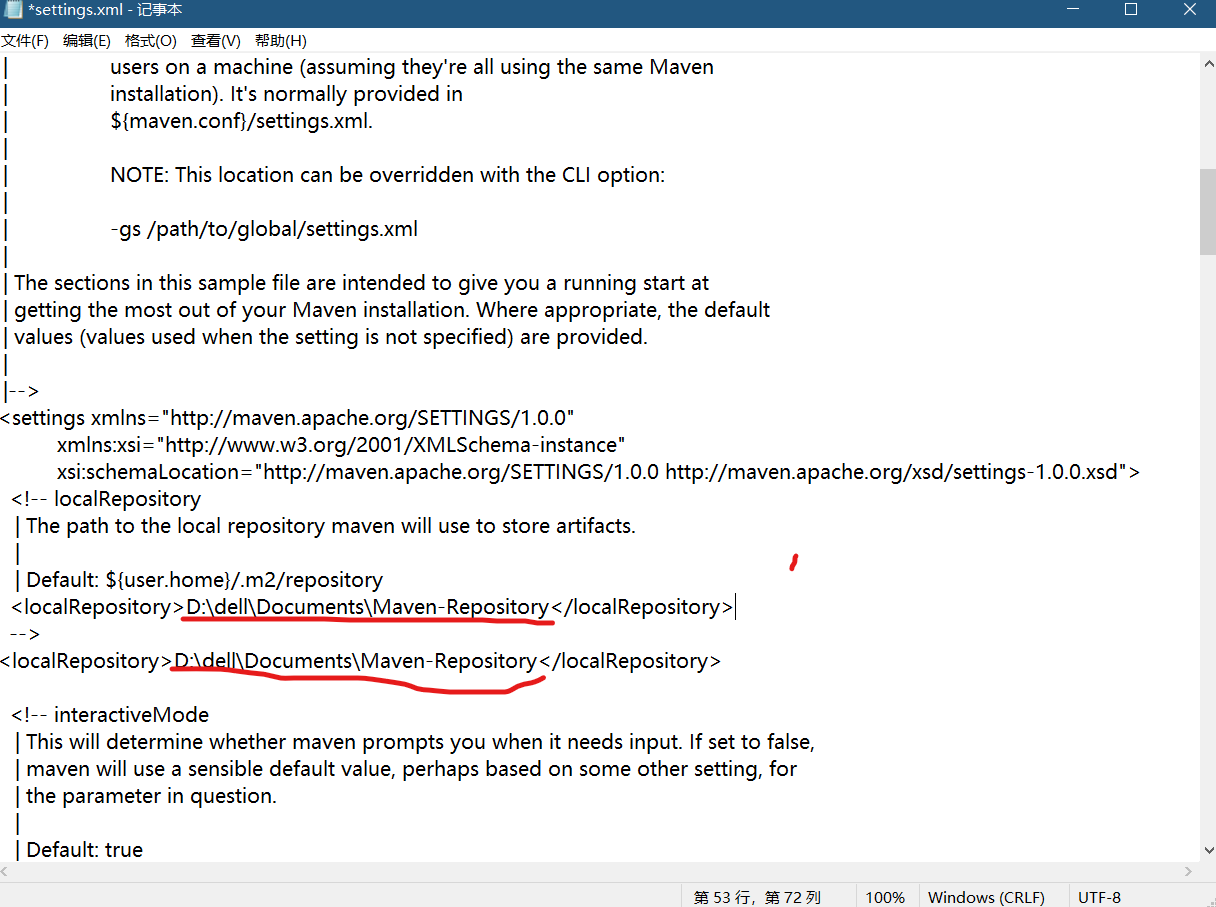 *settings.xml - 记事本
文件(F) 编辑(E) 格式(O) 查看(V) 帮助(H)
| users on a machine (assuming they're all using the same Maven
| installation). It's normally provided in
| ${maven.conf}/settings.xml.
|
| NOTE: This location can be overridden with the CLI option:
|
| -gs /path/to/global/settings.xml
|
| The sections in this sample file are intended to give you a running start at
| getting the most out of your Maven installation. Where appropriate, the default
| values (values used when the setting is not specified) are provided.
|
|-->
<settings xmlns="http://maven.apache.org/SETTINGS/1.0.0"
xmlns:xsi="http://www.w3.org/2001/XMLSchema-instance"
xsi:schemaLocation="http://maven.apache.org/SETTINGS/1.0.0 http://maven.apache.org/xsd/settings-1.0.0.xsd">
<!-- localRepository
| The path to the local repository maven will use to store artifacts.
|
| Default: ${user.home}/.m2/repository
<localRepository>D:\dell\Documents\Maven-Repository</localRepository>
-->
<localRepository>D:\dell\Documents\Maven-Repository</localRepository>
<!-- interactiveMode
| This will determine whether maven prompts you when it needs input. If set to false,
| maven will use a sensible default value, perhaps based on some other setting, for
| the parameter in question.
|
| Default: true
第 53 行，第 72 列 100% Windows (CRLF) UTF-8